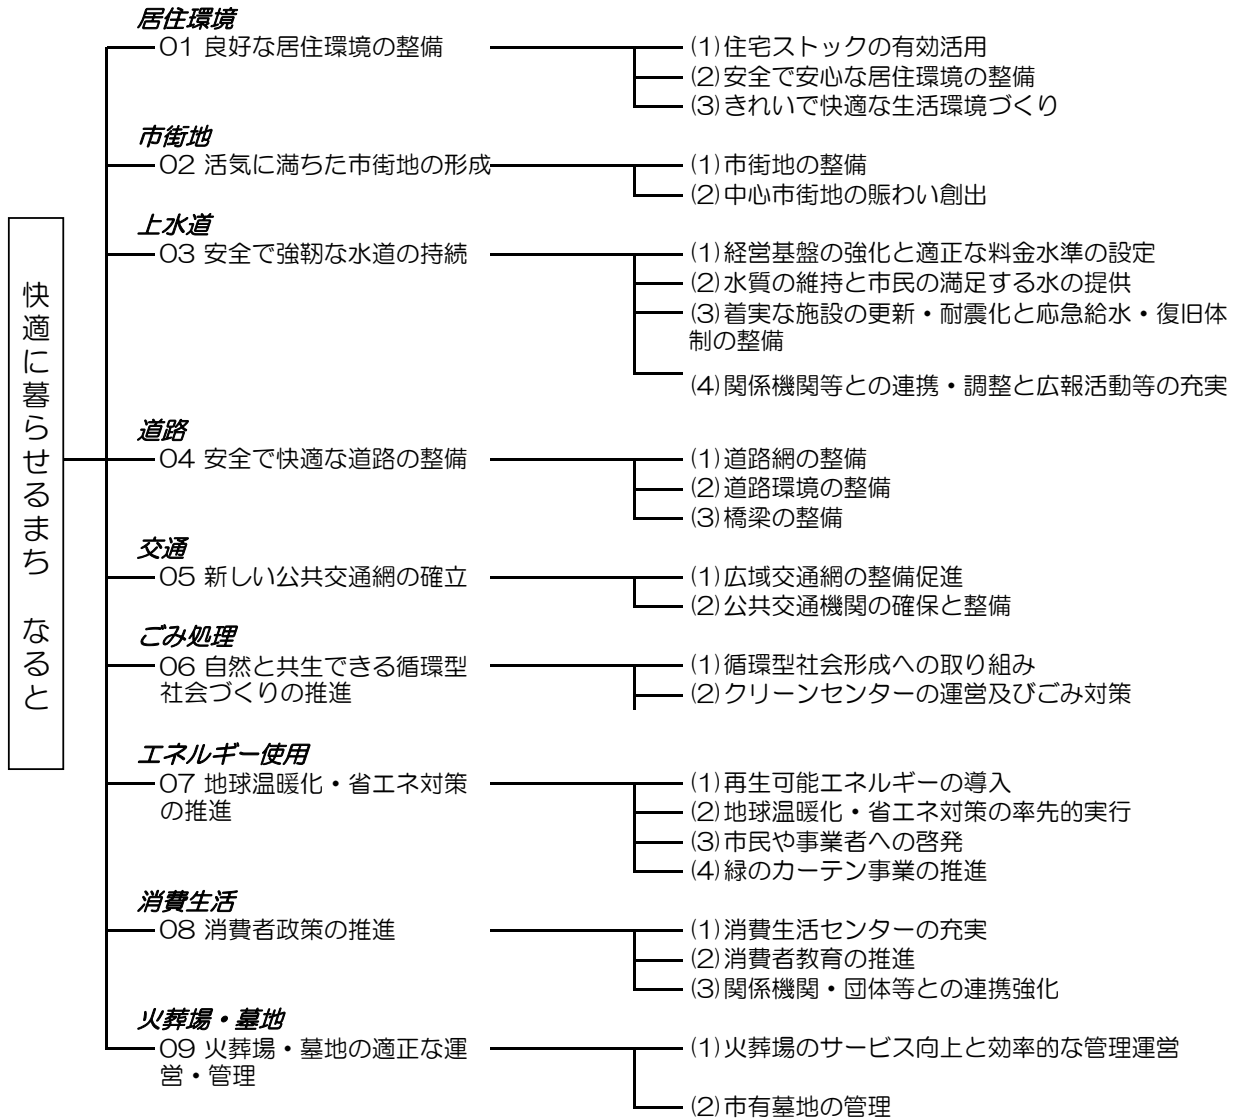 快適に暮らせるまち　なると
居住環境
01 良好な居住環境の整備
(1)住宅ストックの有効活用
(2)安全で安心な居住環境の整備
(3)きれいで快適な生活環境づくり
市街地
02 活気に満ちた市街地の形成
(1)市街地の整備
(2)中心市街地の賑わい創出
上水道
03 安全で強靭な水道の持続
(1)経営基盤の強化と適正な料金水準の設定
(2)水質の維持と市民の満足する水の提供
(3)着実な施設の更新・耐震化と応急給水・復旧体
制の整備
(4)関係機関等との連携・調整と広報活動等の充実
道路
04 安全で快適な道路の整備
(1)道路網の整備
(2)道路環境の整備
(3)橋梁の整備
交通
05 新しい公共交通網の確立
(1)広域交通網の整備促進
(2)公共交通機関の確保と整備
ごみ処理
06 自然と共生できる循環型
社会づくりの推進
(1)循環型社会形成への取り組み
(2)クリーンセンターの運営及びごみ対策
エネルギー使用
07 地球温暖化・省エネ対策
の推進
(1)再生可能エネルギーの導入
(2)地球温暖化・省エネ対策の率先的実行
(3)市民や事業者への啓発
(4)緑のカーテン事業の推進
消費生活
08 消費者政策の推進
(1)消費生活センターの充実
(2)消費者教育の推進
(3)関係機関・団体等との連携強化
火葬場・墓地
09 火葬場・墓地の適正な運
営・管理
(1)火葬場のサービス向上と効率的な管理運営
(2)市有墓地の管理